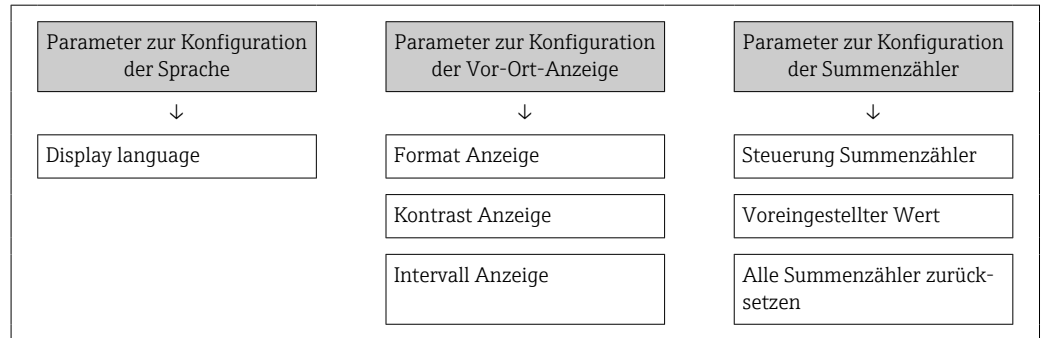 Parameter zur Konfiguration
der Sprache
↓
Display language
Parameter zur Konfiguration
der Vor-Ort-Anzeige
↓
Format Anzeige
Kontrast Anzeige
Intervall Anzeige
Parameter zur Konfiguration
der Summenzähler
↓
Steuerung Summenzähler
Voreingestellter Wert
Alle Summenzähler zurück-
setzen